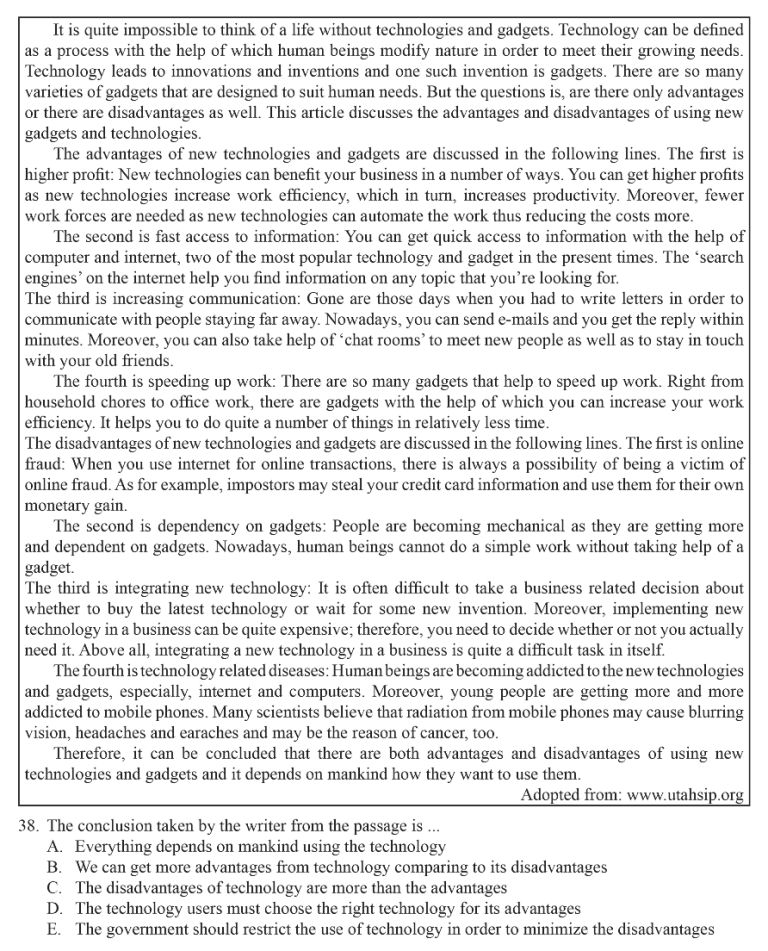 It is quite impossible to think of a life without technologies and gadgets. Technology can be defined
as a process with the help of which human beings modify nature in order to meet their growing needs.
Technology leads to innovations and inventions and one such invention is gadgets. There are so many
varieties of gadgets that are designed to suit human needs. But the questions is, are there only advantages
or there are disadvantages as well. This article discusses the advantages and disadvantages of using new
gadgets and technologies.
The advantages of new technologies and gadgets are discussed in the following lines. The first is
higher profit: New technologies can benefit your business in a number of ways. You can get higher profits
as new technologies increase work efficiency, which in turn, increases productivity. Moreover, fewer
work forces are needed as new technologies can automate the work thus reducing the costs more.
The second is fast access to information: You can get quick access to information with the help of
computer and internet, two of the most popular technology and gadget in the present times. The ‘search
engines’ on the internet help you find information on any topic that you’re looking for.
The third is increasing communication: Gone are those days when you had to write letters in order to
communicate with people staying far away. Nowadays, you can send e-mails and you get the reply within
minutes. Moreover, you can also take help of ‘chat rooms’ to meet new people as well as to stay in touch
with your old friends.
The fourth is speeding up work: There are so many gadgets that help to speed up work. Right from
household chores to office work, there are gadgets with the help of which you can increase your work
efficiency. It helps you to do quite a number of things in relatively less time.
The disadvantages of new technologies and gadgets are discussed in the following lines. The first is online
fraud: When you use internet for online transactions, there is always a possibility of being a victim of
online fraud. As for example, impostors may steal your credit card information and use them for their own
monetary gain.
The second is dependency on gadgets: People are becoming mechanical as they are getting more
and dependent on gadgets. Nowadays, human beings cannot do a simple work without taking help of a
gadget.
The third is integrating new technology: It is often difficult to take a business related decision about
whether to buy the latest technology or wait for some new invention. Moreover, implementing new
technology in a business can be quite expensive; therefore, you need to decide whether or not you actually
need it. Above all, integrating a new technology in a business is quite a difficult task in itself.
The fourth is technology related diseases: Human beings are becoming addicted to the new technologies
and gadgets, especially, internet and computers. Moreover, young people are getting more and more
addicted to mobile phones. Many scientists believe that radiation from mobile phones may cause blurring
vision, headaches and earaches and may be the reason of cancer, too.
Therefore, it can be concluded that there are both advantages and disadvantages of using new
technologies and gadgets and it depends on mankind how they want to use them.
Adopted from: www.utahsip.org
38. The conclusion taken by the writer from the passage is ...
A. Everything depends on mankind using the technology
B. We can get more advantages from technology comparing to its disadvantages
C. The disadvantages of technology are more than the advantages
D. The technology users must choose the right technology for its advantages
E. The government should restrict the use of technology in order to minimize the disadvantages